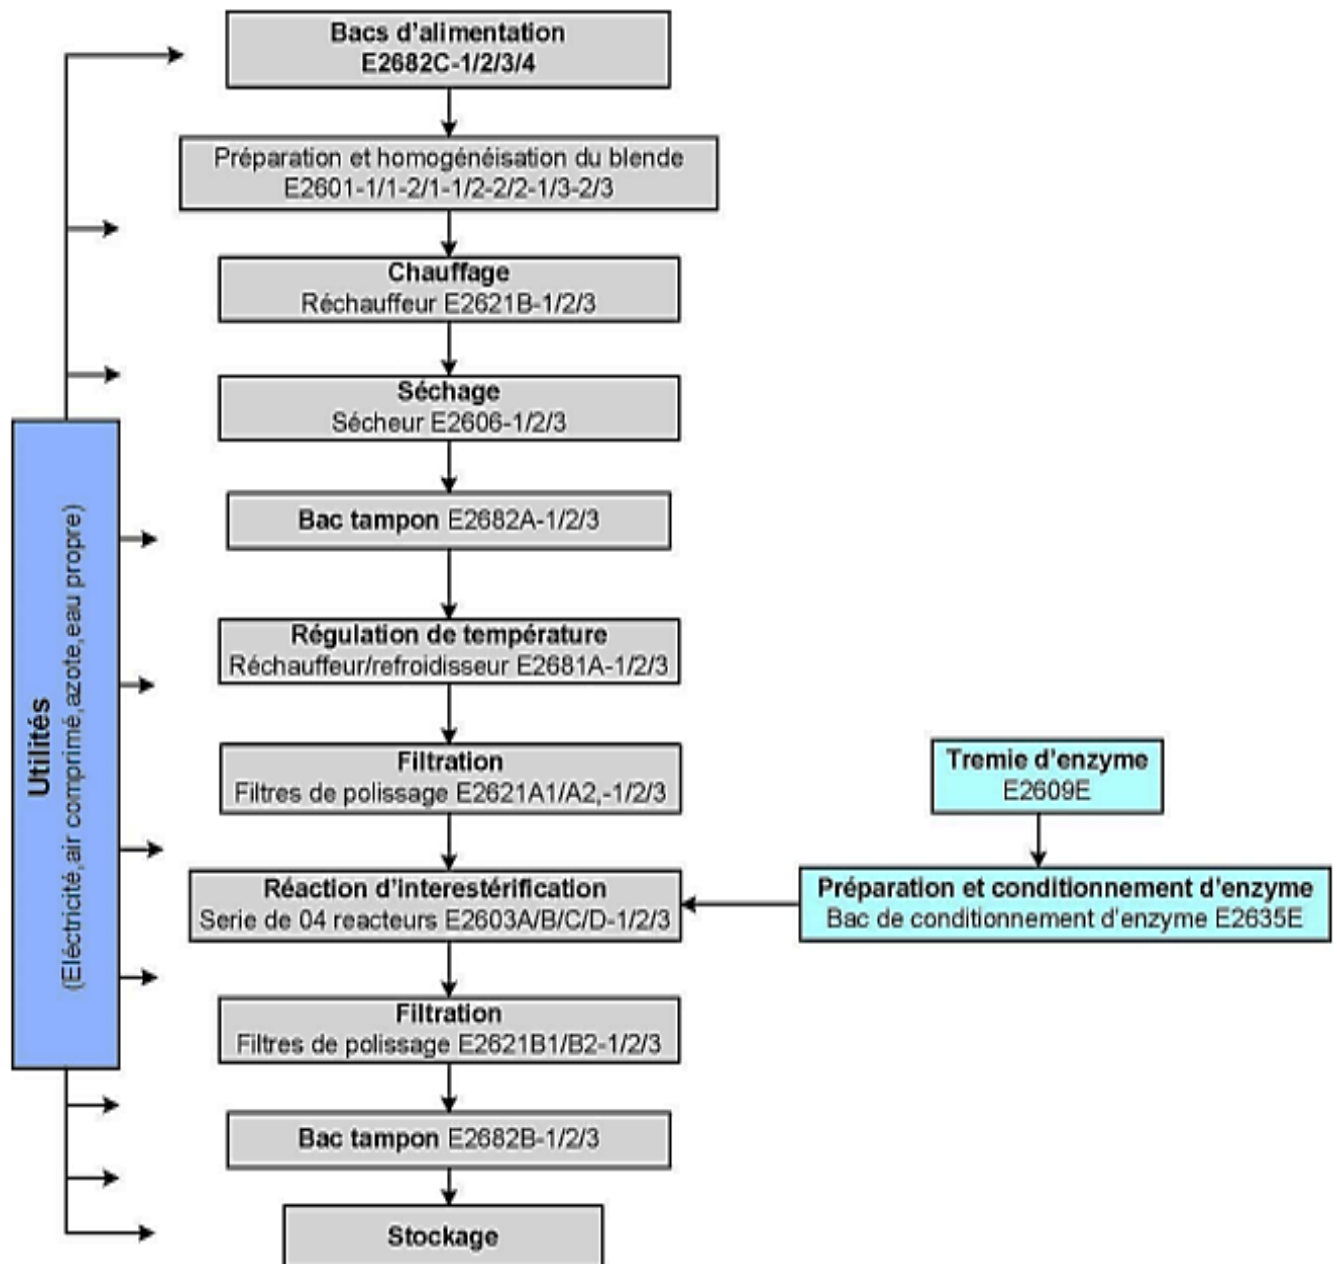 Bacs d'alimentation
E2682C-1/2/3/4
Préparation et homogénéisation du blende
E2601-1/1-2/1-1/2-2/2-1/3-2/3
Chauffage
Réchauffeur E2621B-1/2/3
Séchage
Sécheur E2606-1/2/3
Bac tampon E2682A-1/2/3
Régulation de température
Réchauffeur/refroidisseur E2681A-1/2/3
Filtration
Filtres de polissage E2621A1/A2,-1/2/3
Réaction d'interestérification
Serie de 04 reacteurs E2603A/B/C/D-1/2/3
Filtration
Filtres de polissage E2621B1/B2-1/2/3
Bac tampon E2682B-1/2/3
Stockage
Tremie d'enzyme
E2609E
Préparation et conditionnement d'enzyme
Bac de conditionnement d'enzyme E2635E
Utilités
(Eléctricité,air comprimé,azote,eau propre)